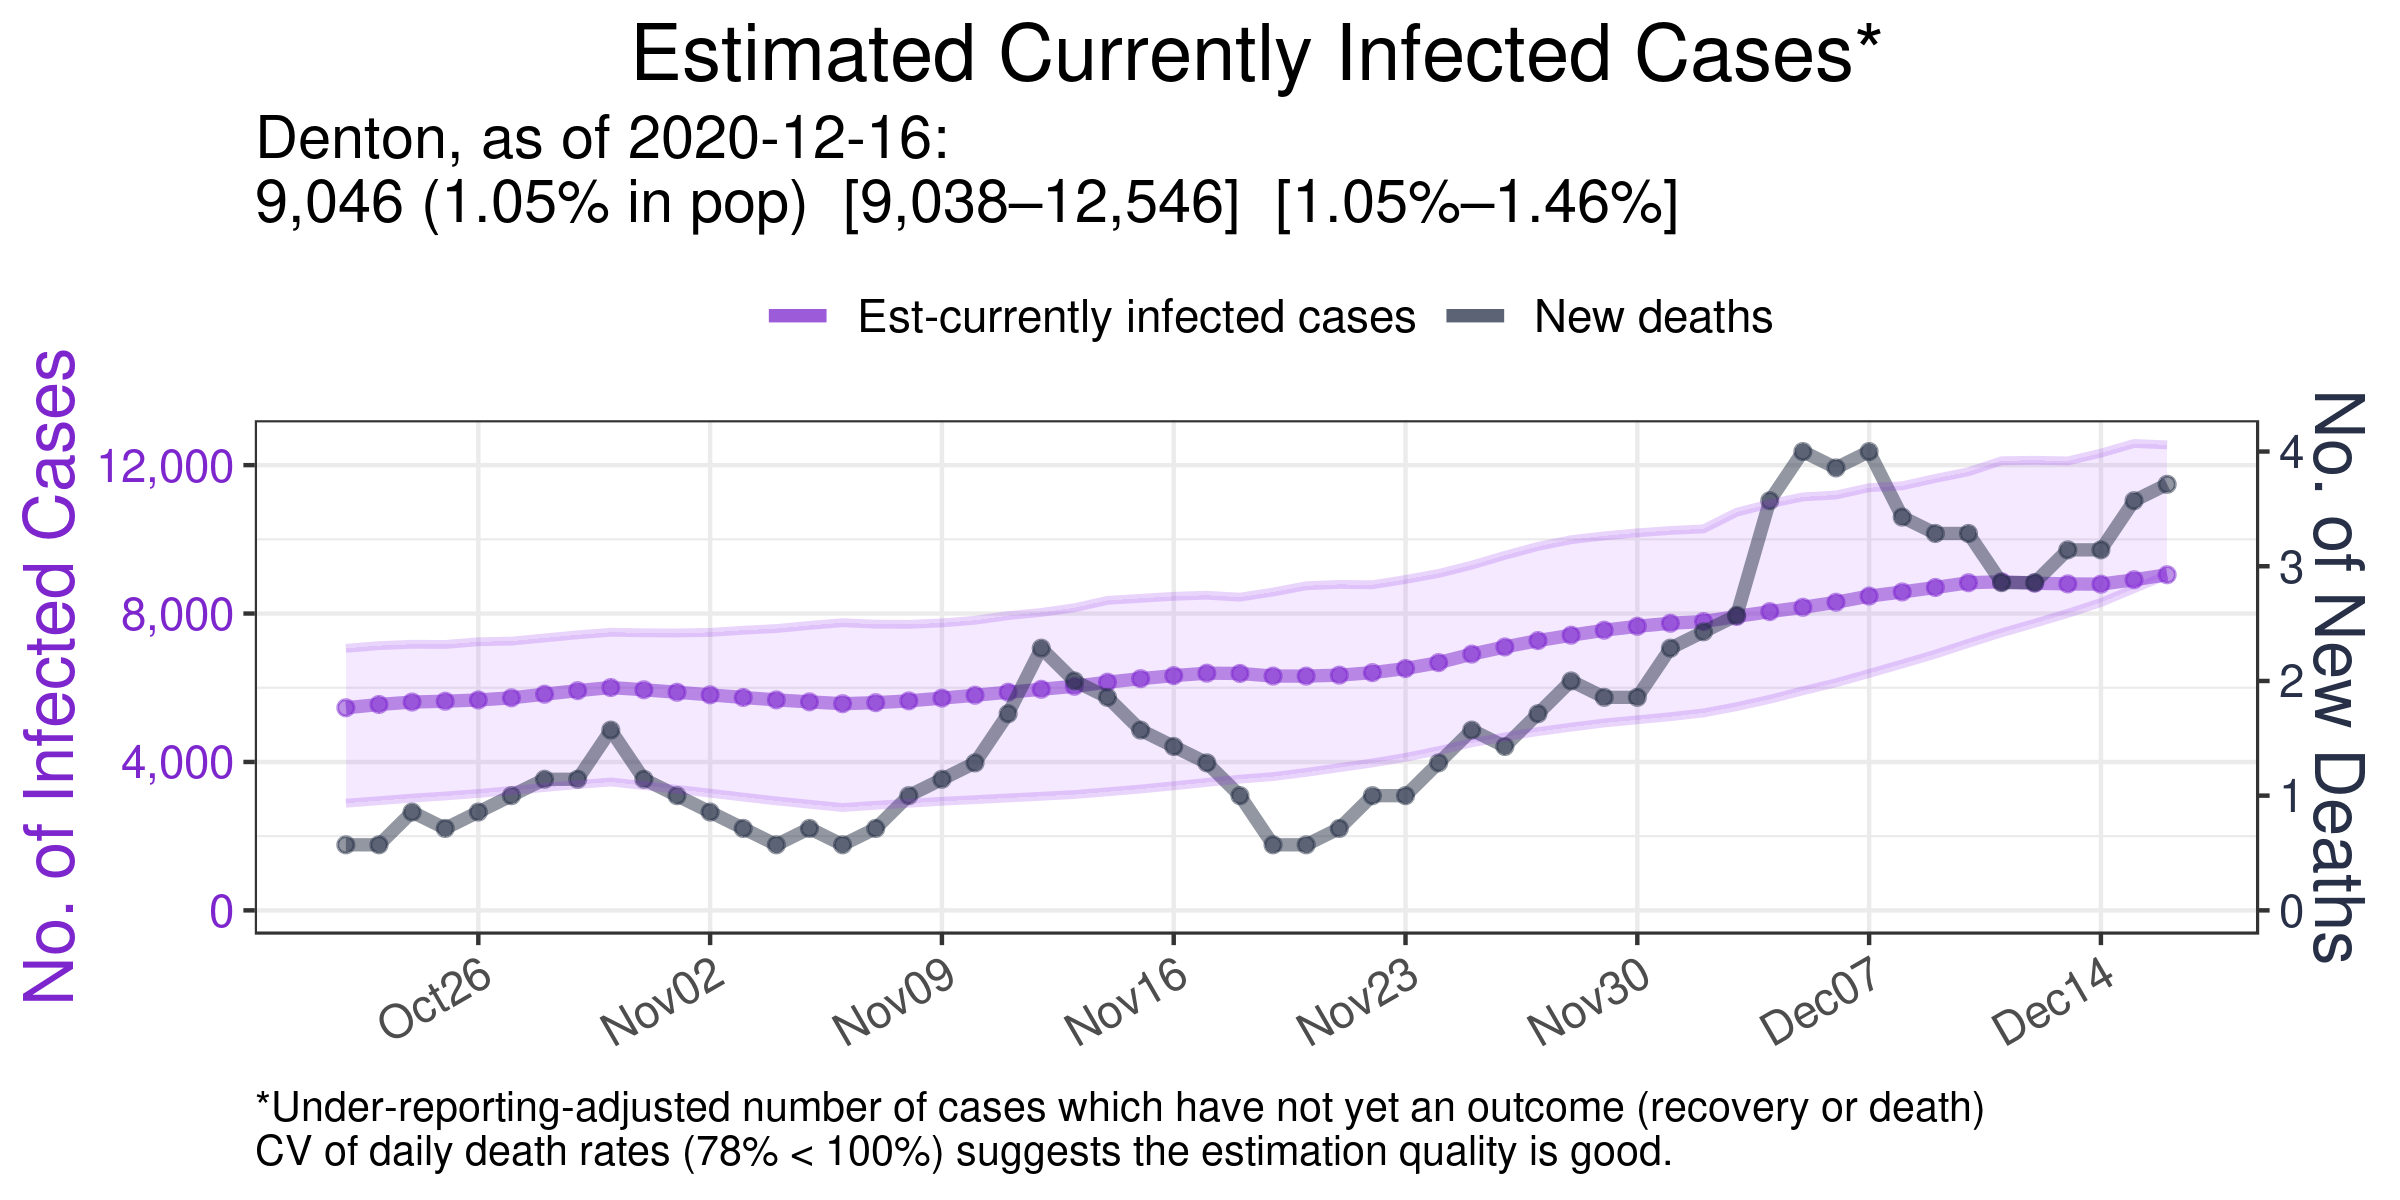 Estimated Currently Infected Cases*
Denton, as of 2020-12-16:
9,046 (1.05% in pop)  [9,038–12,546]  [1.05%–1.46%]
Est-currently infected cases
New deaths
No. of Infected Cases
12,000
8,000
4,000
0
4
3
2
1
0
No. of New Deaths
Oct26
Nov02
Nov09
Nov16
Nov23
Nov30
Dec07
Dec14
*Under-reporting-adjusted number of cases which have not yet an outcome (recovery or death)
CV of daily death rates (78% < 100%) suggests the estimation quality is good.